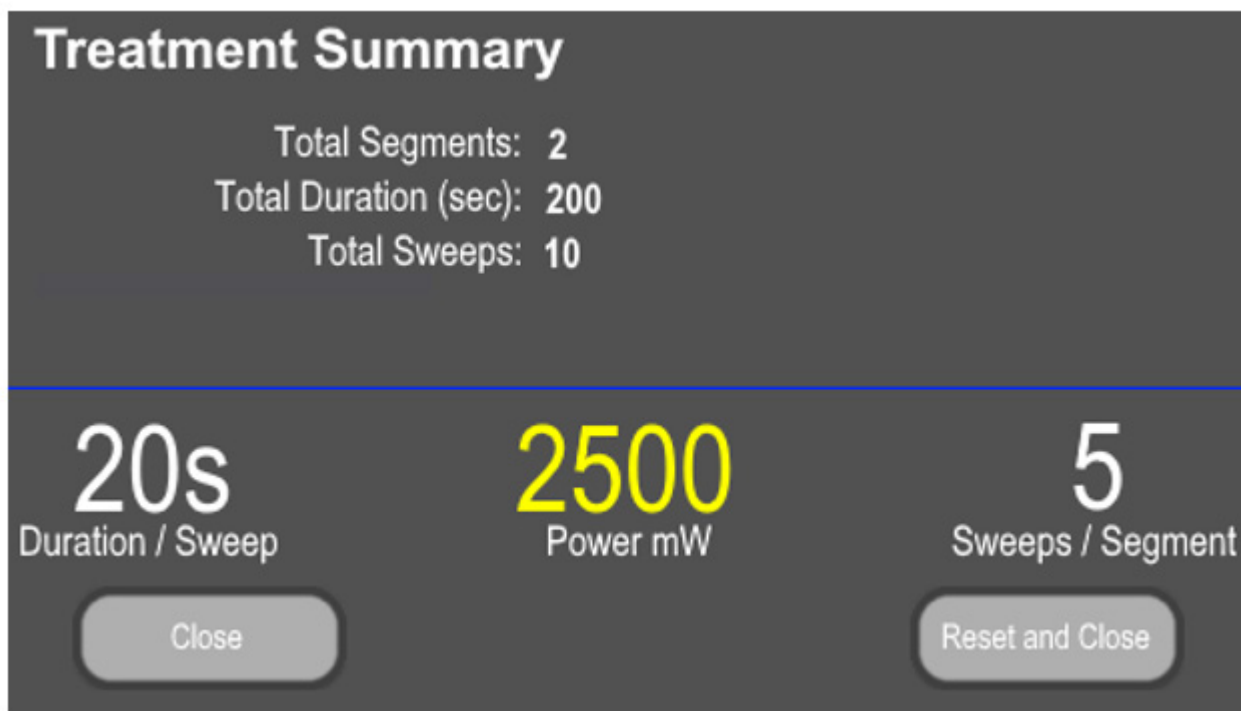 Treatment Summary
Total Segments: 2
Total Duration (sec): 200
Total Sweeps: 10
20s 2500 5
Duration / Sweep Power mW Sweeps / Segment
Close Reset and Close